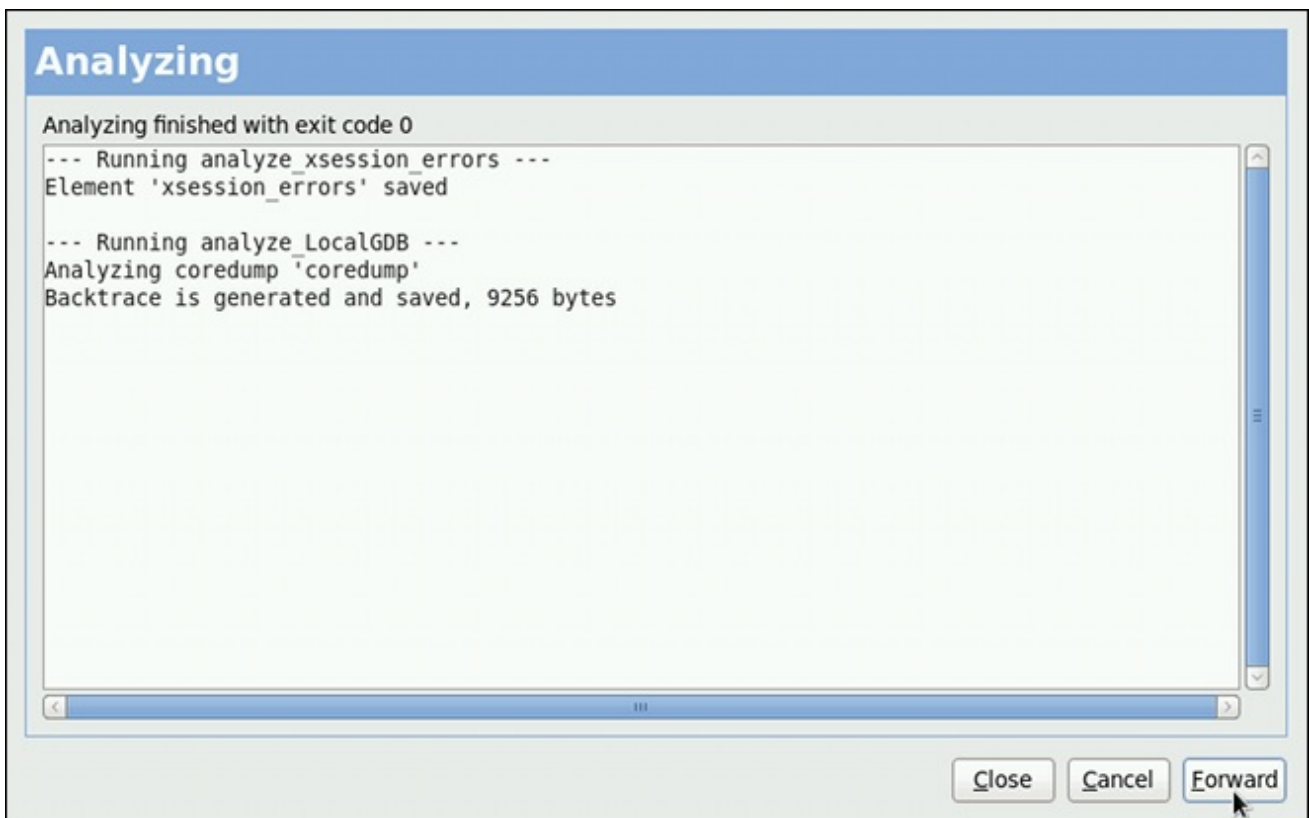 Analyzing
Analyzing finished with exit code 0
--- Running analyze_xsession_errors ---
Element 'xsession_errors' saved
--- Running analyze_LocalGDB ---
Analyzing coredump 'coredump'
Backtrace is generated and saved, 9256 bytes
Close Cancel Forward